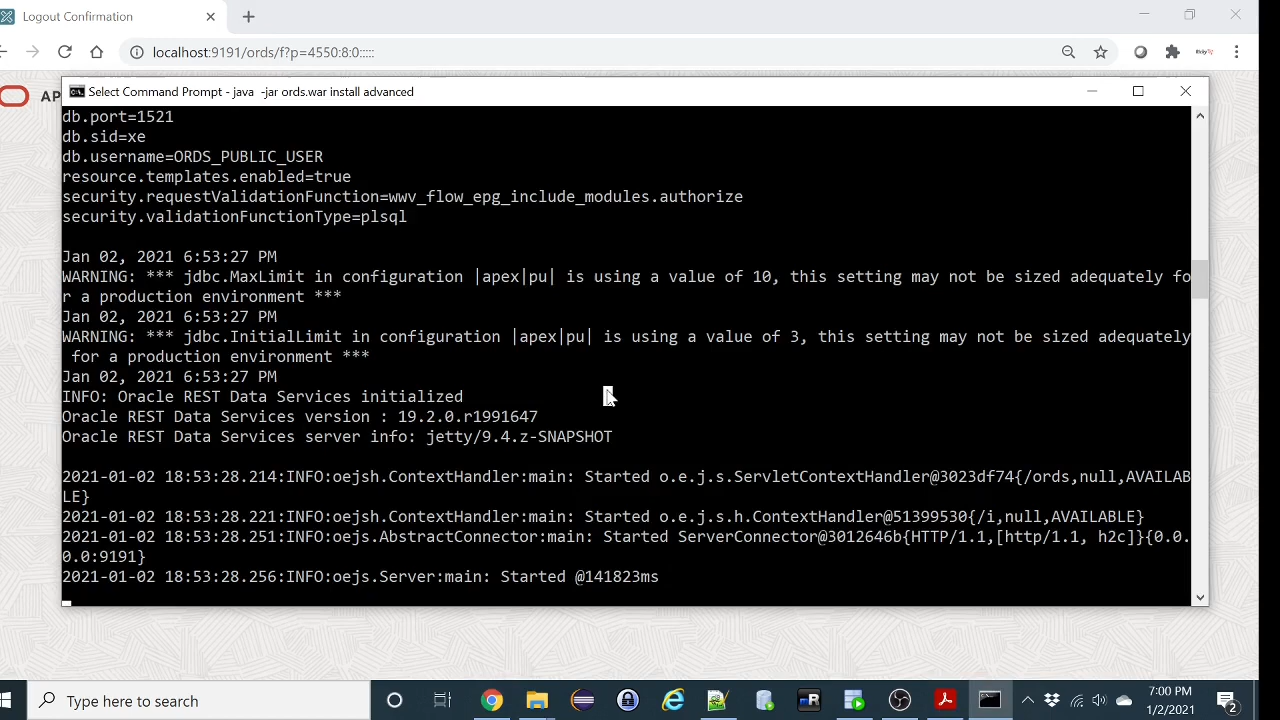 Logout Confirmation
localhost:9191/ords/f?p=4550:8:0:::::
AP
Select Command Prompt - java -jar ords.war install advanced
db.port=1521
db.sid=xe
db.username=ORDS_PUBLIC_USER
resource.templates.enabled=true
security.requestValidationFunction=wwv_flow_epg_include_modules.authorize
security.validationFunctionType=plsql
Jan 02, 2021 6:53:27 PM
WARNING: *** jdbc.MaxLimit in configuration |apex|pu| is using a value of 10, this setting may not be sized adequately fo
r a production environment ***
Jan 02, 2021 6:53:27 PM
WARNING: *** jdbc.InitialLimit in configuration |apex|pu| is using a value of 3, this setting may not be sized adequately
for a production environment ***
Jan 02, 2021 6:53:27 PM
INFO: Oracle REST Data Services initialized
Oracle REST Data Services version : 19.2.0.r1991647
Oracle REST Data Services server info: jetty/9.4.z-SNAPSHOT
2021-01-02 18:53:28.214:INFO:oejsh.ContextHandler:main: Started o.e.j.s.ServletContextHandler@3023df74{/ords,null,AVAILAB
LE}
2021-01-02 18:53:28.221:INFO:oejsh.ContextHandler:main: Started o.e.j.s.h.ContextHandler@51399530{/i,null,AVAILABLE}
2021-01-02 18:53:28.251:INFO:oejs.AbstractConnector:main: Started ServerConnector@3012646b{HTTP/1.1,[http/1.1, h2c]}{0.0.
0.0:9191}
2021-01-02 18:53:28.256:INFO:oejs.Server:main: Started @141823ms
Type here to search
7:00 PM
1/2/2021
2